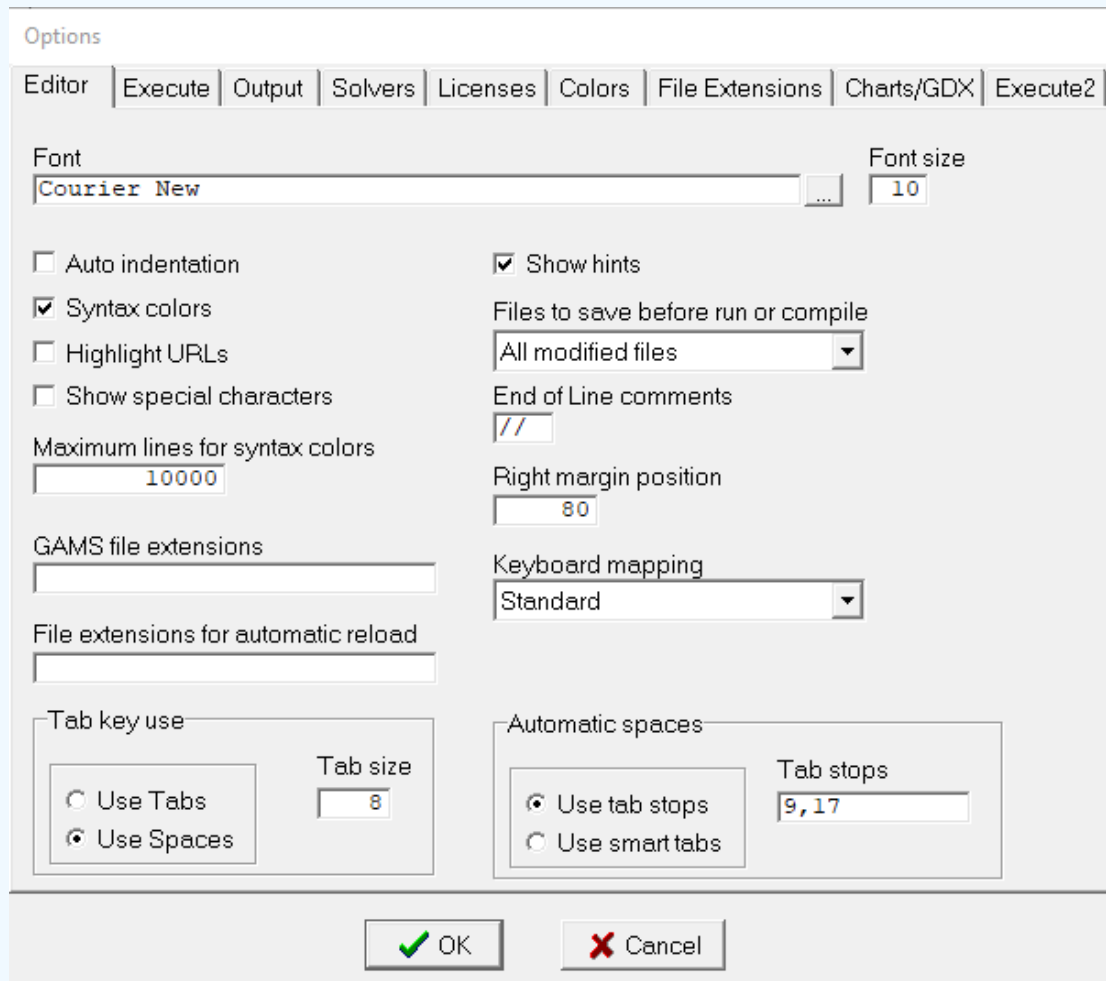 Options
Editor Execute Output Solvers Licenses Colors File Extensions Charts/GDX Execute2
Font
Font size
Courier New
...
10
Auto indentation
Syntax colors
Highlight URLs
Show special characters
Maximum lines for syntax colors
10000
GAMS file extensions
File extensions for automatic reload
Show hints
Files to save before run or compile
All modified files
End of Line comments
//
Right margin position
80
Keyboard mapping
Standard
Tab key use
Use Tabs
Use Spaces
Tab size
8
Automatic spaces
Use tab stops
Use smart tabs
Tab stops
9,17
OK
Cancel